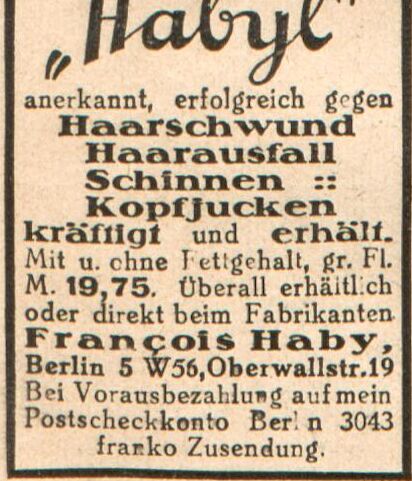 „Habyl"
anerkannt, erfolgreich gegen
Haarschwund
Haarausfall
Schinnen ::
Kopfjucken
kräftigt und erhält.
Mit u. ohne Fettgehalt, gr. Fl.
M. 19,75. Überall erhältlich
oder direkt beim Fabrikanten
François Haby,
Berlin 5 W56, Oberwallstr. 19
Bei Vorausbezahlung auf mein
Postscheckkonto Berlin 3043
franko Zusendung.